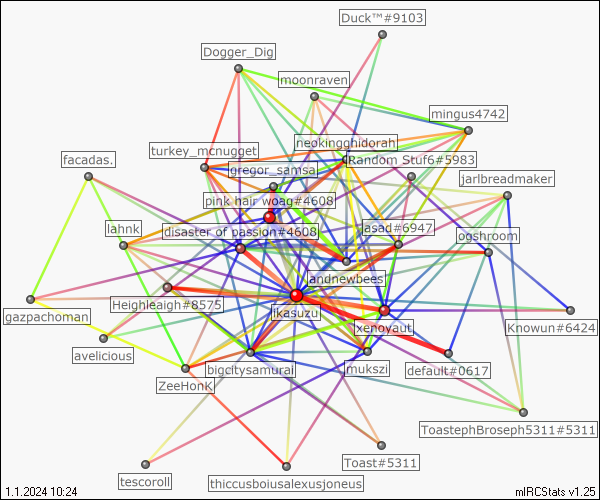 Duck™#9103
Dogger_Dig
moonraven
mingus4742
neokingghidorah
turkey_mcnugget
Random Stuf6#5983
facadas.
gregor_samsa
jarlbreadmaker
pink hair woag#4608
lahnk
disaster of passion#4608
asad#6947
ooshroom
landnewbees
Heighleaigh#8575
gazpachoman
ikasuzu
xenoyaut
Knowun#6424
avelicious
bigcitysamurai
mukszi
default#0617
ZeeHonk
ToastephBroseph5311#5311
Toast#5311
tescoroll
thiccusboiusalexusjoneus
1.1.2024 10:24
mIRCStats v1.25